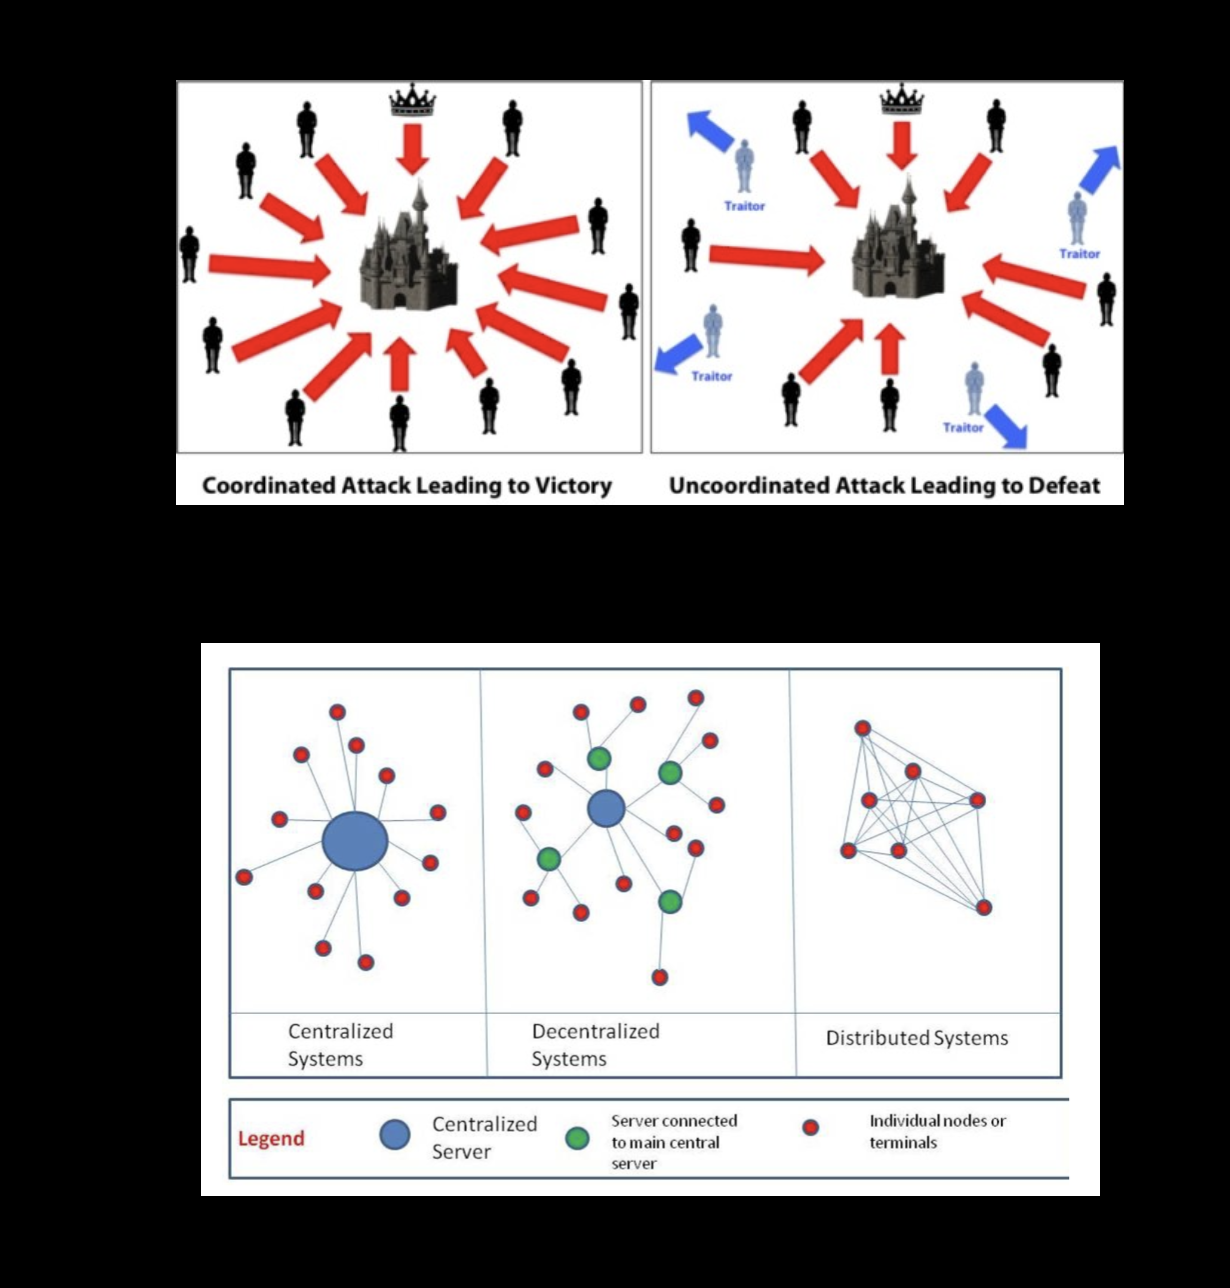 Traitor
Traitor
Traitor
Traitor
Coordinated Attack Leading to Victory
Uncoordinated Attack Leading to Defeat
Centralized
Systems
Decentralized
Systems
Distributed Systems
Legend
Centralized
Server
Server connected
to main central
server
Individual nodes or
terminals